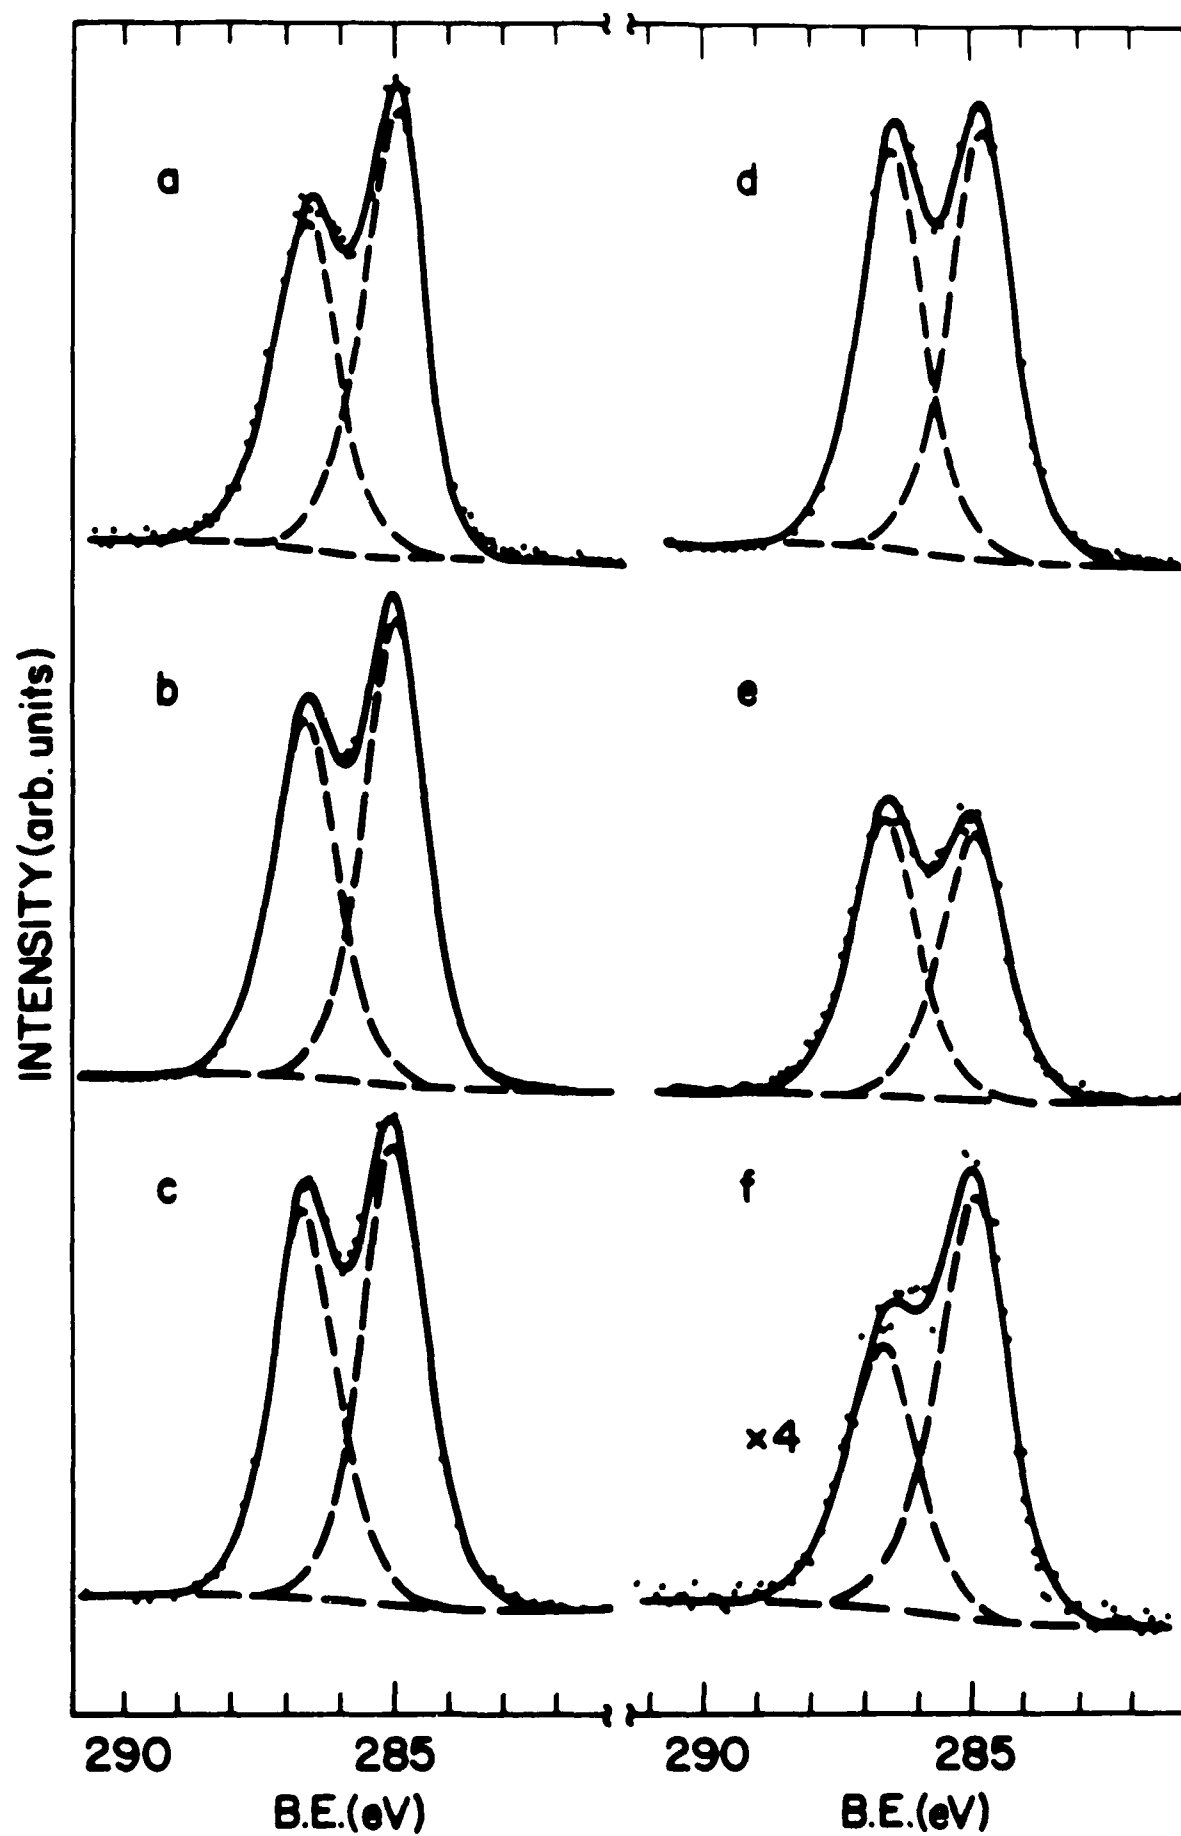 a
d
b
e
c
f
×4
INTENSITY (arb. units)
290 285 290 285
B.E.(eV) B.E.(eV)